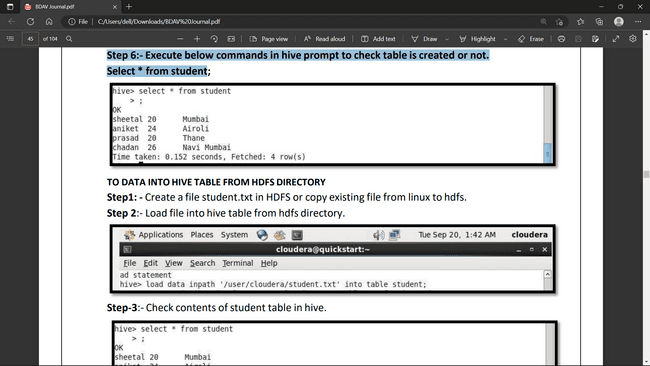 BDAV Journal.pdf
File
C:/Users/dell/Downloads/BDAV%20Journal.pdf
45 of 104
Page view
Read aloud
Add text
Draw
Highlight
Erase
Step 6:- Execute below commands in hive prompt to check table is created or not.
Select * from student;
hive> select * from student
> ;
OK
sheetal 20 Mumbai
aniket 24 Airoli
prasad 20 Thane
chadan 26 Navi Mumbai
Time taken: 0.152 seconds, Fetched: 4 row(s)
TO DATA INTO HIVE TABLE FROM HDFS DIRECTORY
Step1: - Create a file student.txt in HDFS or copy existing file from linux to hdfs.
Step 2:- Load file into hive table from hdfs directory.
Applications Places System Tue Sep 20, 1:42 AM cloudera
cloudera@quickstart:~
File Edit View Search Terminal Help
ad statement
hive> load data inpath '/user/cloudera/student.txt' into table student;
Step-3:- Check contents of student table in hive.
hive> select * from student
> ;
OK
sheetal 20 Mumbai